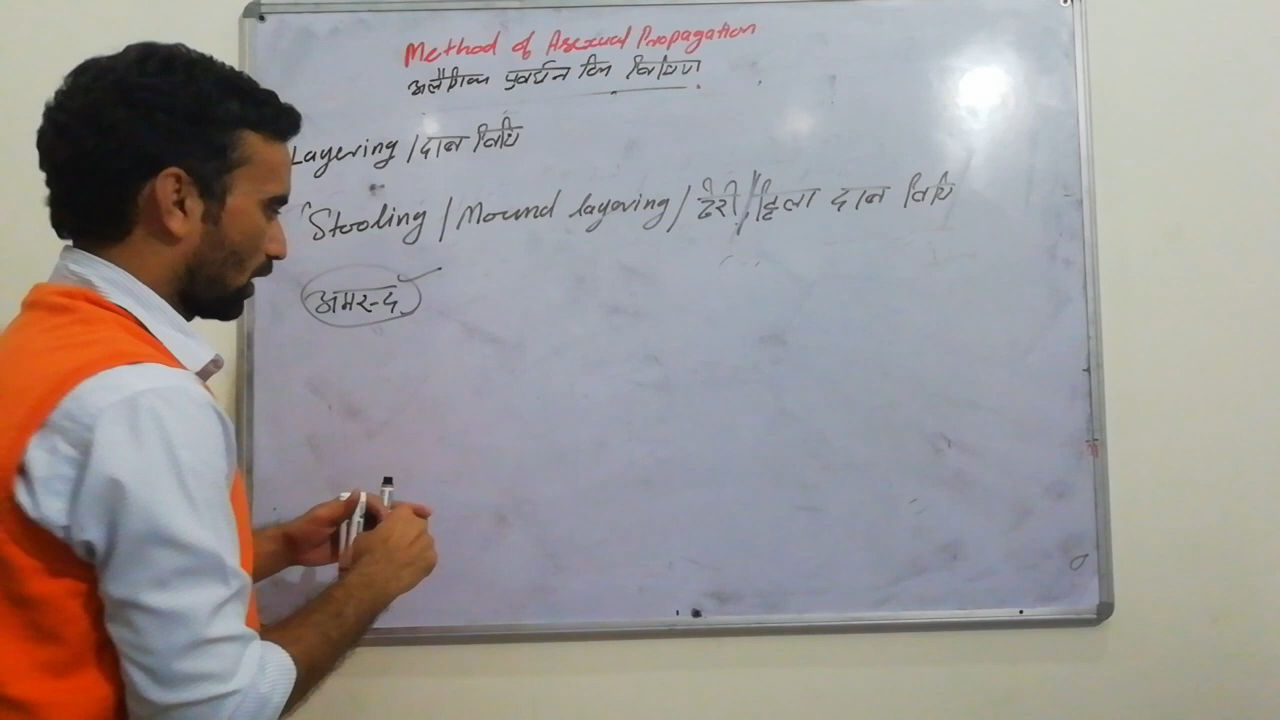 Method of Asexual Propagation
अलैंगिक प्रवर्धन कि विधिया
Layering / दाब विधि
Stooling / Mound layering / ढेरी / टिला दाब विधि
अमरूद